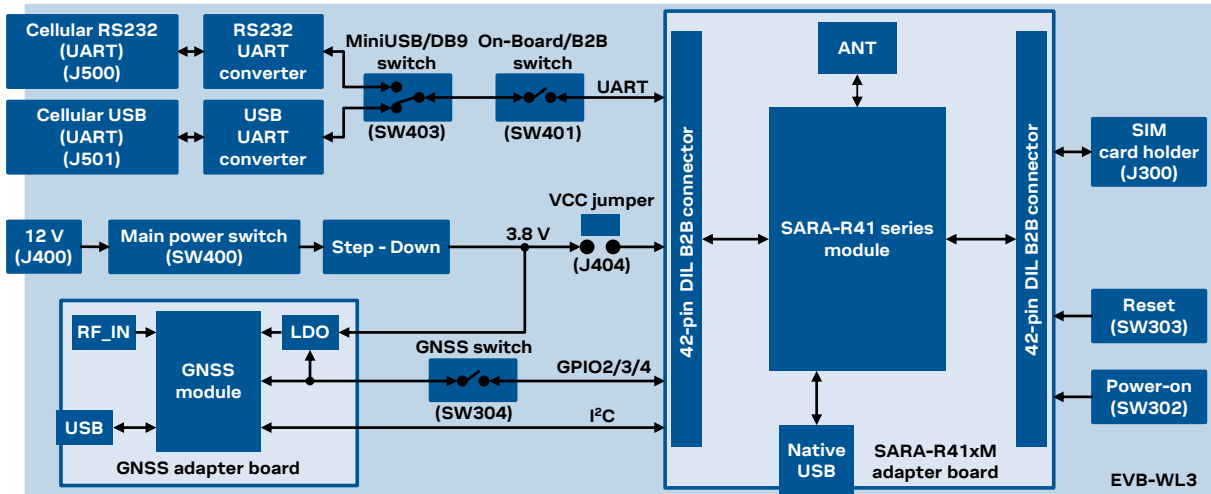 Cellular RS232
(UART)
(J500)
RS232
UART
converter
MiniUSB/DB9
switch
(SW403)
On-Board/B2B
switch
(SW401)
UART
Cellular USB
(UART)
(J501)
USB
UART
converter
12 V
(J400)
Main power switch
(SW400)
Step - Down
3.8 V
VCC jumper
(J404)
RF_IN
GNSS
module
LDO
USB
GNSS adapter board
GNSS switch
(SW304)
GPIO2/3/4
I²C
42-pin DIL B2B connector
ANT
SARA-R41 series
module
Native
USB
SARA-R41xM
adapter board
42-pin DIL B2B connector
SIM
card holder
(J300)
Reset
(SW303)
Power-on
(SW302)
EVB-WL3